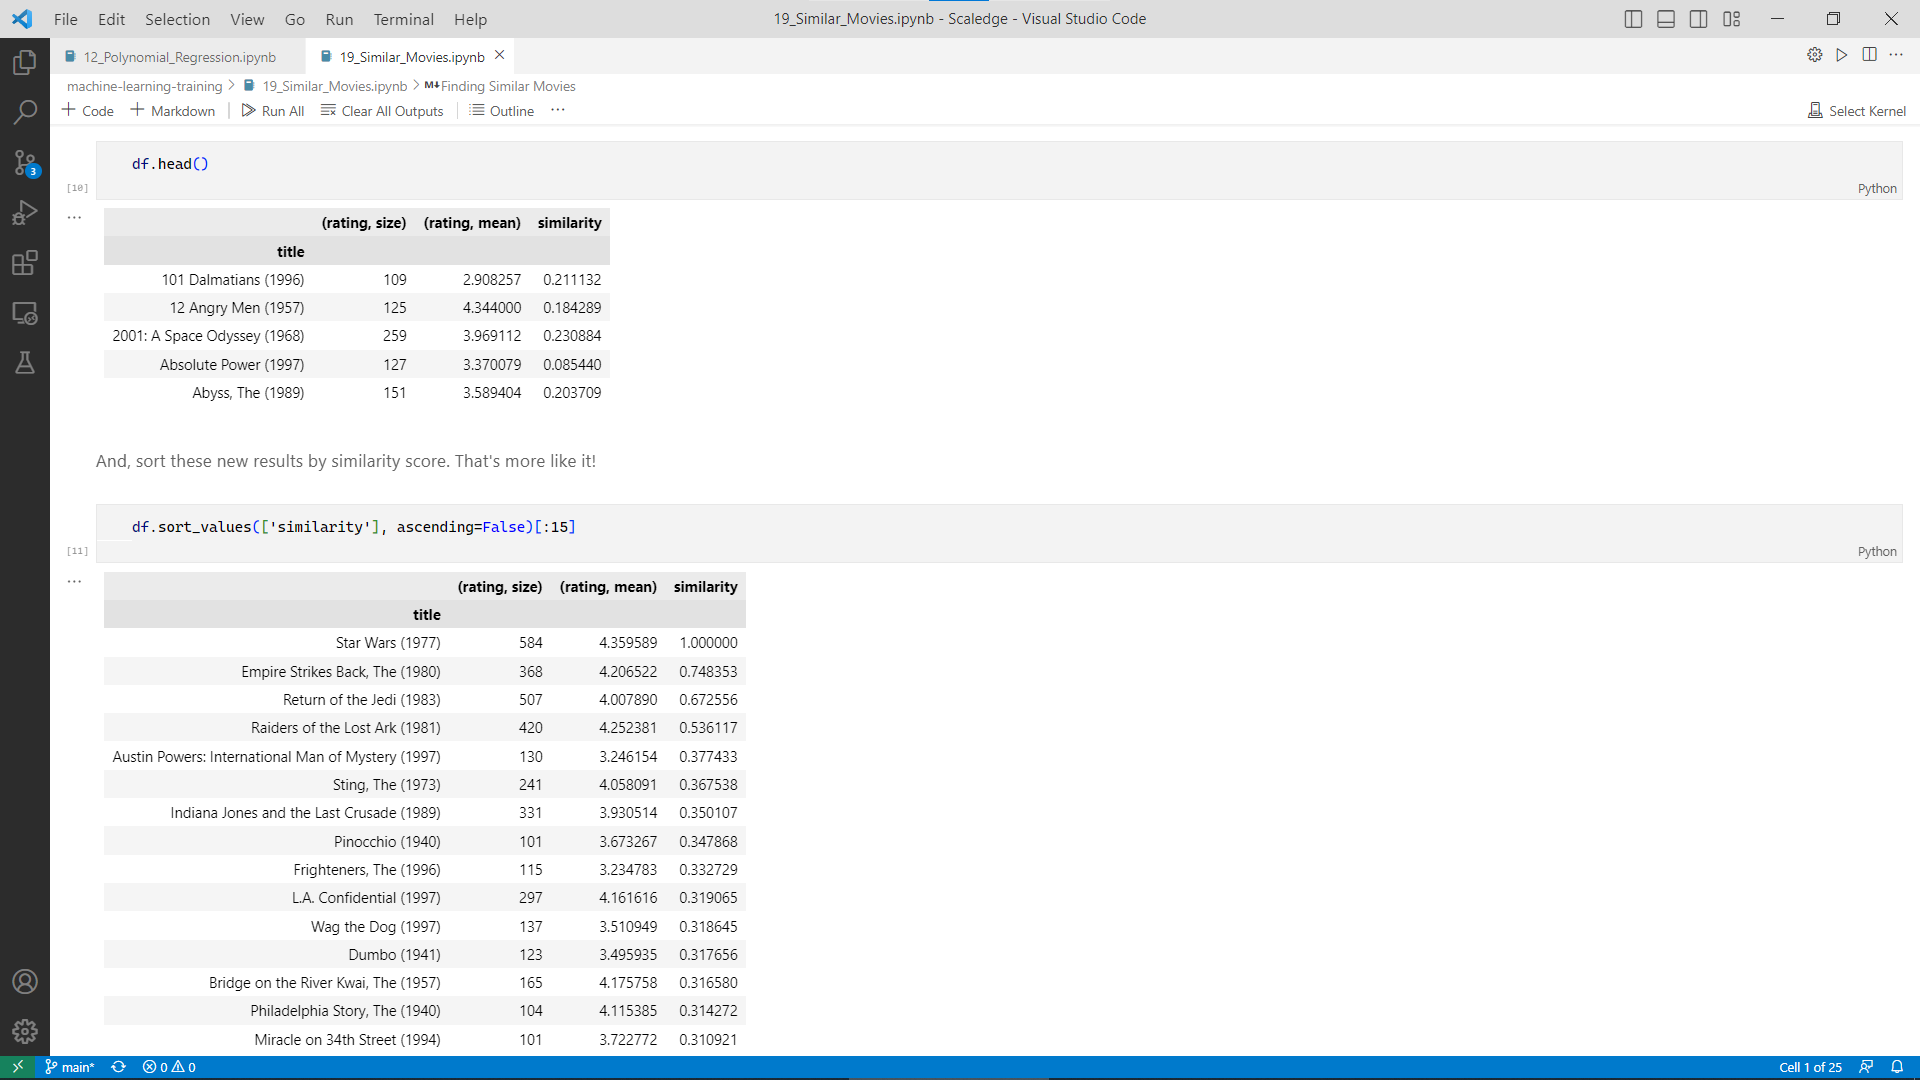 File Edit Selection View Go Run Terminal Help
19_Similar_Movies.ipynb - Scaledge - Visual Studio Code
12_Polynomial_Regression.ipynb
19_Similar_Movies.ipynb
machine-learning-training > 19_Similar_Movies.ipynb > M↓Finding Similar Movies
+ Code + Markdown | Run All Clear All Outputs | Outline ···
Select Kernel
df.head()
[10]
Python
(rating, size) (rating, mean) similarity
title
101 Dalmatians (1996) 109 2.908257 0.211132
12 Angry Men (1957) 125 4.344000 0.184289
2001: A Space Odyssey (1968) 259 3.969112 0.230884
Absolute Power (1997) 127 3.370079 0.085440
Abyss, The (1989) 151 3.589404 0.203709
And, sort these new results by similarity score. That's more like it!
df.sort_values(['similarity'], ascending=False)[:15]
[11]
Python
(rating, size) (rating, mean) similarity
title
Star Wars (1977) 584 4.359589 1.000000
Empire Strikes Back, The (1980) 368 4.206522 0.748353
Return of the Jedi (1983) 507 4.007890 0.672556
Raiders of the Lost Ark (1981) 420 4.252381 0.536117
Austin Powers: International Man of Mystery (1997) 130 3.246154 0.377433
Sting, The (1973) 241 4.058091 0.367538
Indiana Jones and the Last Crusade (1989) 331 3.930514 0.350107
Pinocchio (1940) 101 3.673267 0.347868
Frighteners, The (1996) 115 3.234783 0.332729
L.A. Confidential (1997) 297 4.161616 0.319065
Wag the Dog (1997) 137 3.510949 0.318645
Dumbo (1941) 123 3.495935 0.317656
Bridge on the River Kwai, The (1957) 165 4.175758 0.316580
Philadelphia Story, The (1940) 104 4.115385 0.314272
Miracle on 34th Street (1994) 101 3.722772 0.310921
3
main* 0 0
Cell 1 of 25